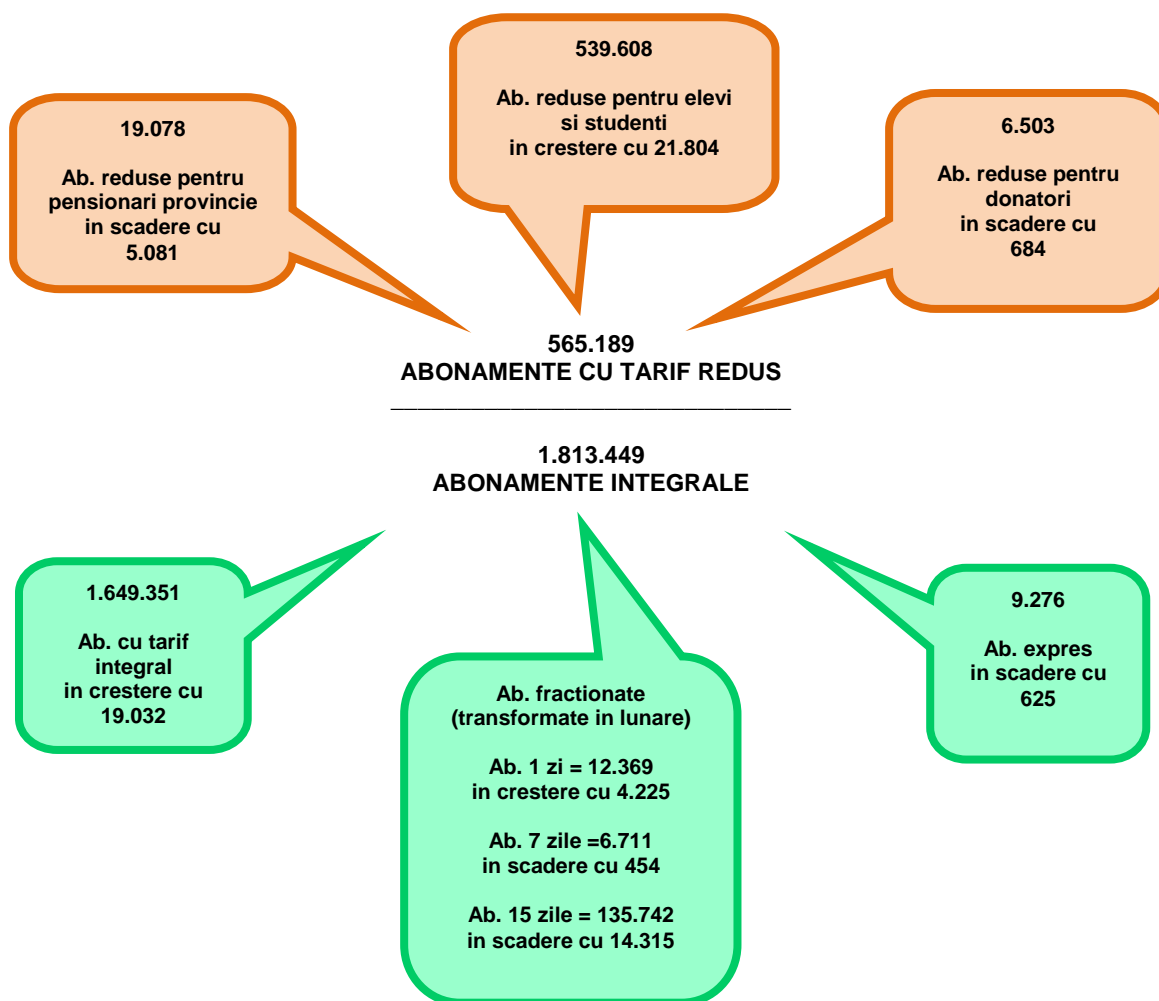 19.078
Ab. reduse pentru
pensionari provincie
in scadere cu
5.081
539.608
Ab. reduse pentru elevi
si studenti
in crestere cu 21.804
6.503
Ab. reduse pentru
donatori
in scadere cu
684
565.189
ABONAMENTE CU TARIF REDUS
1.813.449
ABONAMENTE INTEGRALE
1.649.351
Ab. cu tarif
integral
in crestere cu
19.032
Ab. fractionate
(transformate in lunare)
Ab. 1 zi = 12.369
in crestere cu 4.225
Ab. 7 zile =6.711
in scadere cu 454
Ab. 15 zile = 135.742
in scadere cu 14.315
9.276
Ab. expres
in scadere cu
625